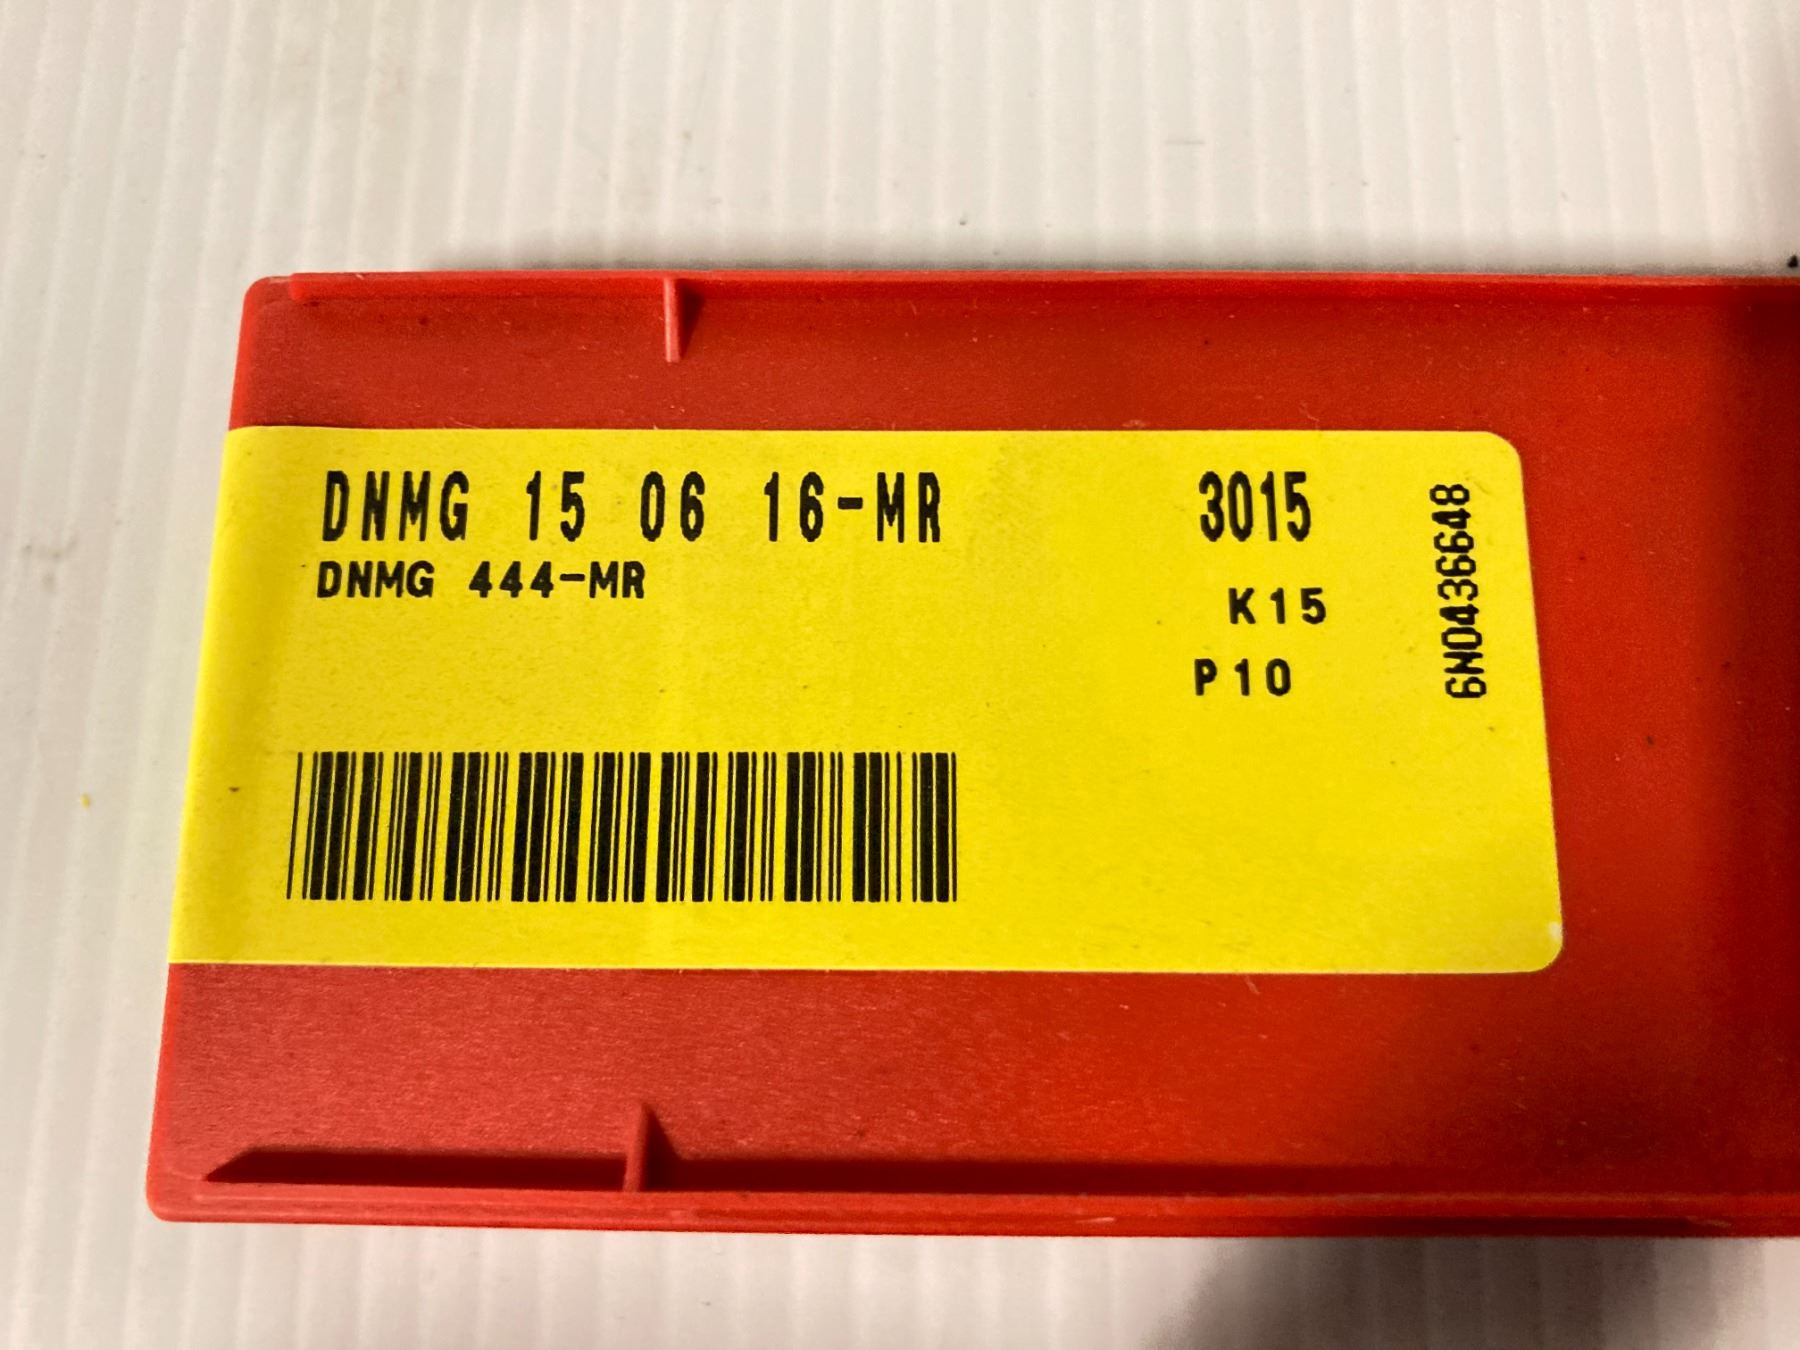 DNMG 15 06 16-MR 3015
DNMG 444-MR
K15
P10
6N0436648